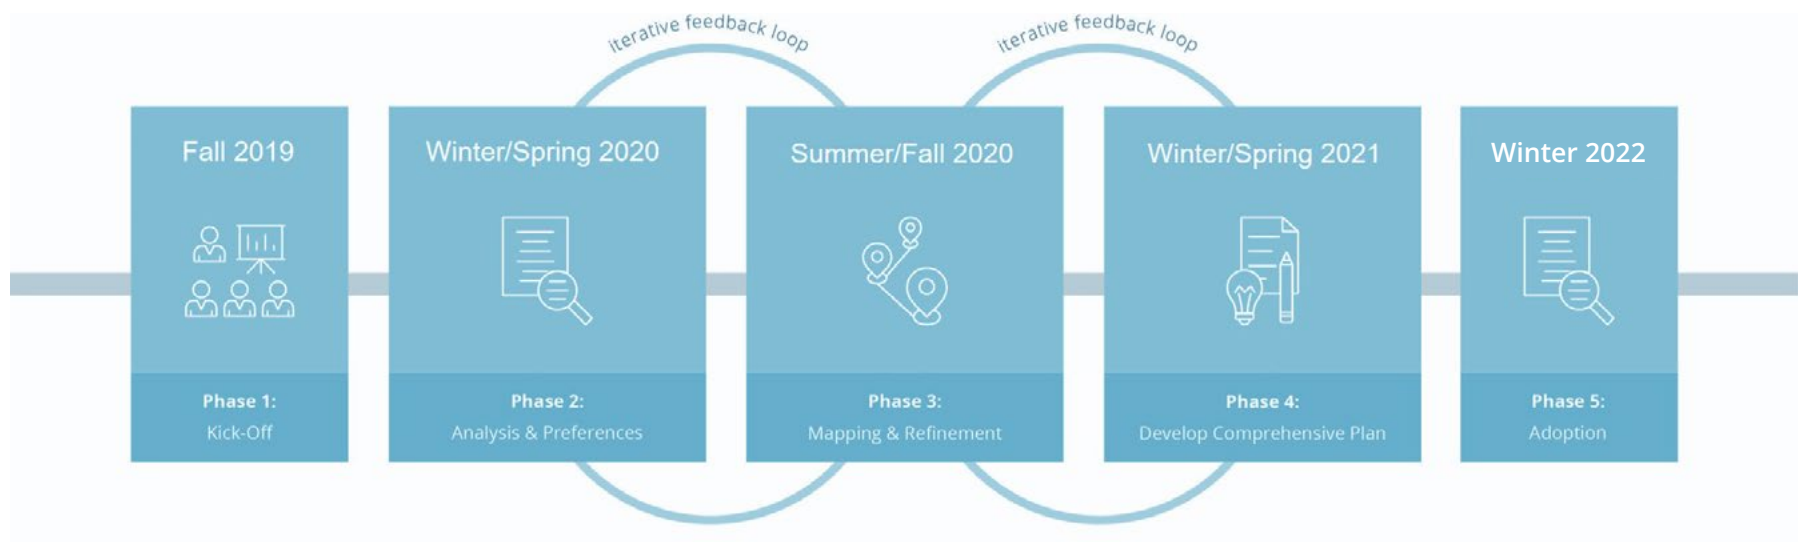 iterative feedback loop
iterative feedback loop
Fall 2019
Winter/Spring 2020
Summer/Fall 2020
Winter/Spring 2021
Winter 2022
Phase 1:
Kick-Off
Phase 2:
Analysis & Preferences
Phase 3:
Mapping & Refinement
Phase 4:
Develop Comprehensive Plan
Phase 5:
Adoption